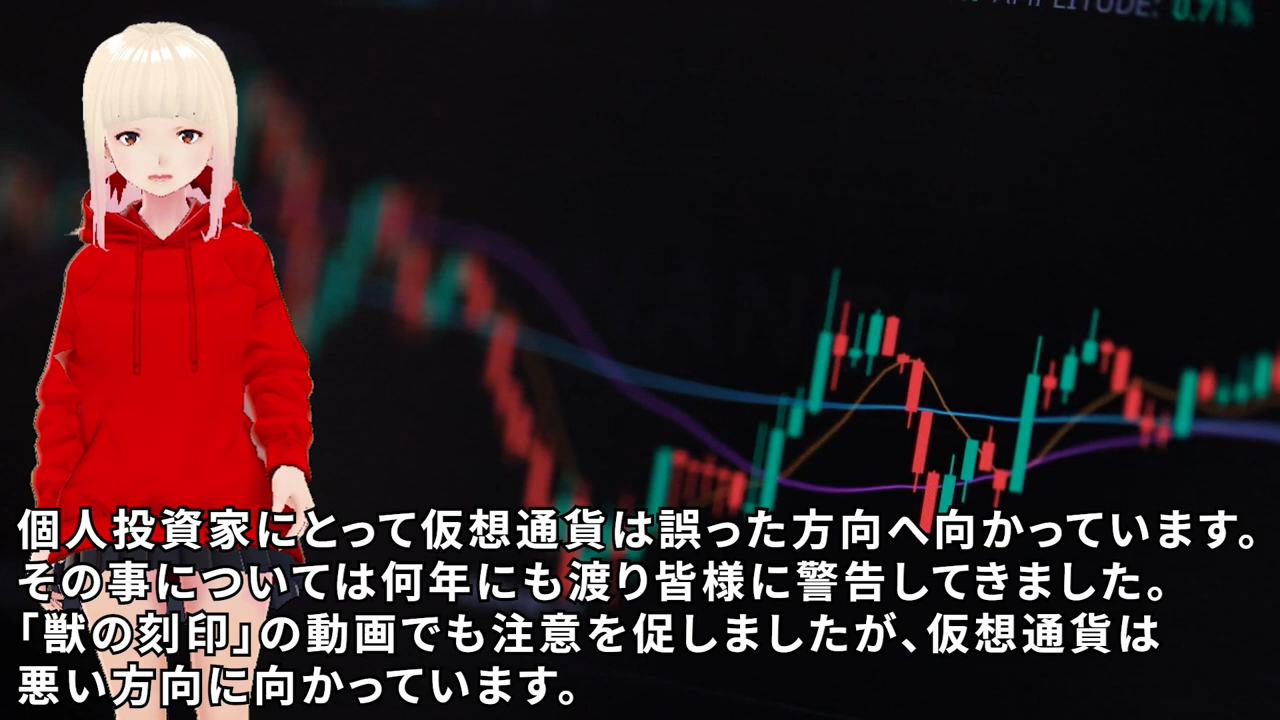 AMPLITUDE: 0.71%
個人投資家にとって仮想通貨は誤った方向へ向かっています。
その事については何年にも渡り皆様に警告してきました。
「獣の刻印」の動画でも注意を促しましたが、仮想通貨は
悪い方向に向かっています。